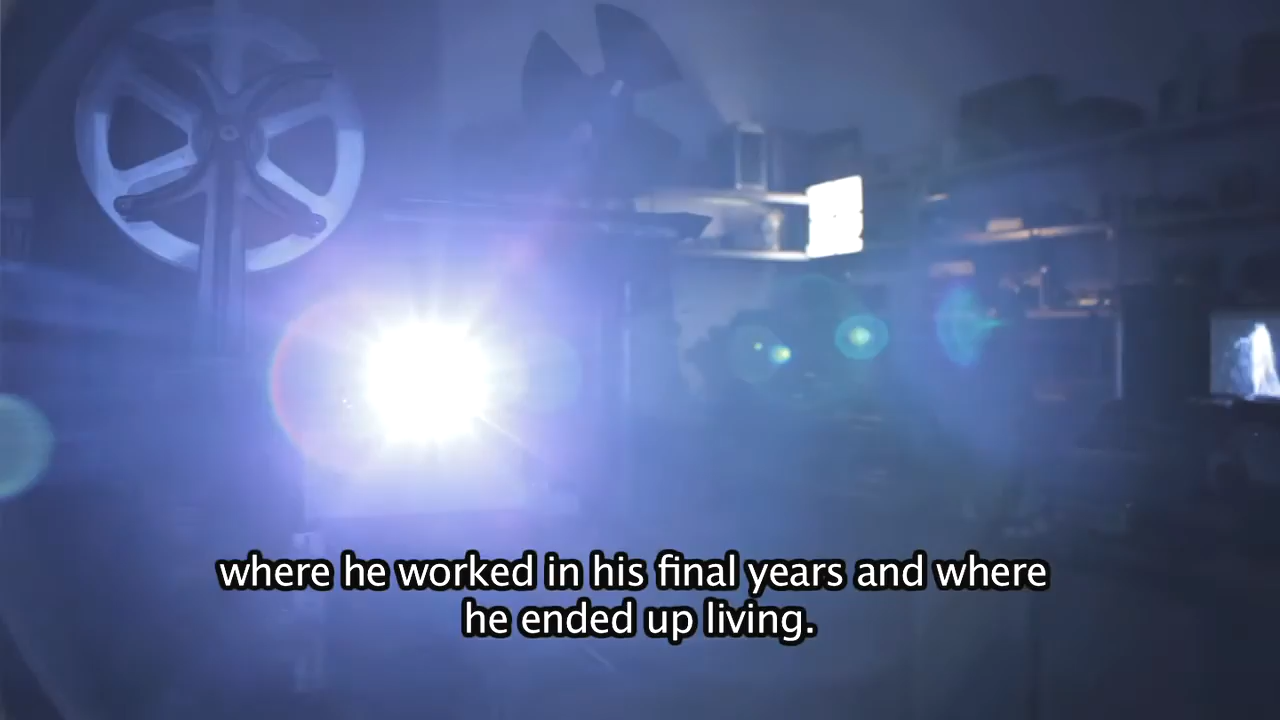 where he worked in his final years and where
he ended up living.